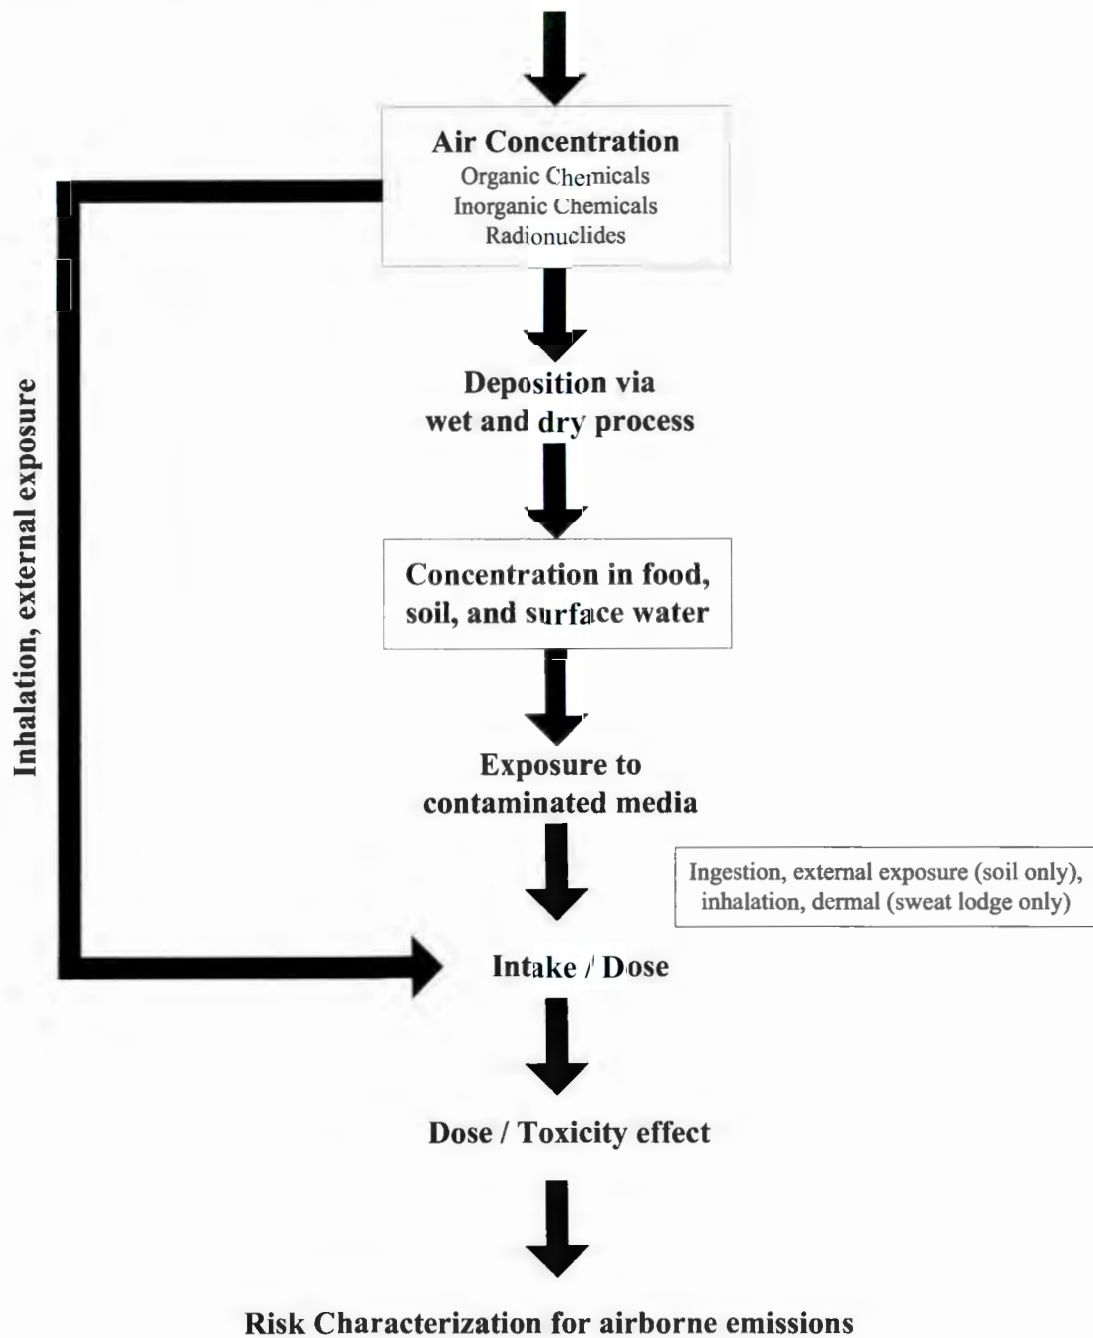 Air Concentration
Organic Chemicals
Inorganic Chemicals
Radionuclides
Deposition via
wet and dry process
Inhalation, external exposure
Concentration in food,
soil, and surface water
Exposure to
contaminated media
Ingestion, external exposure (soil only),
inhalation, dermal (sweat lodge only)
Intake / Dose
Dose / Toxicity effect
Risk Characterization for airborne emissions